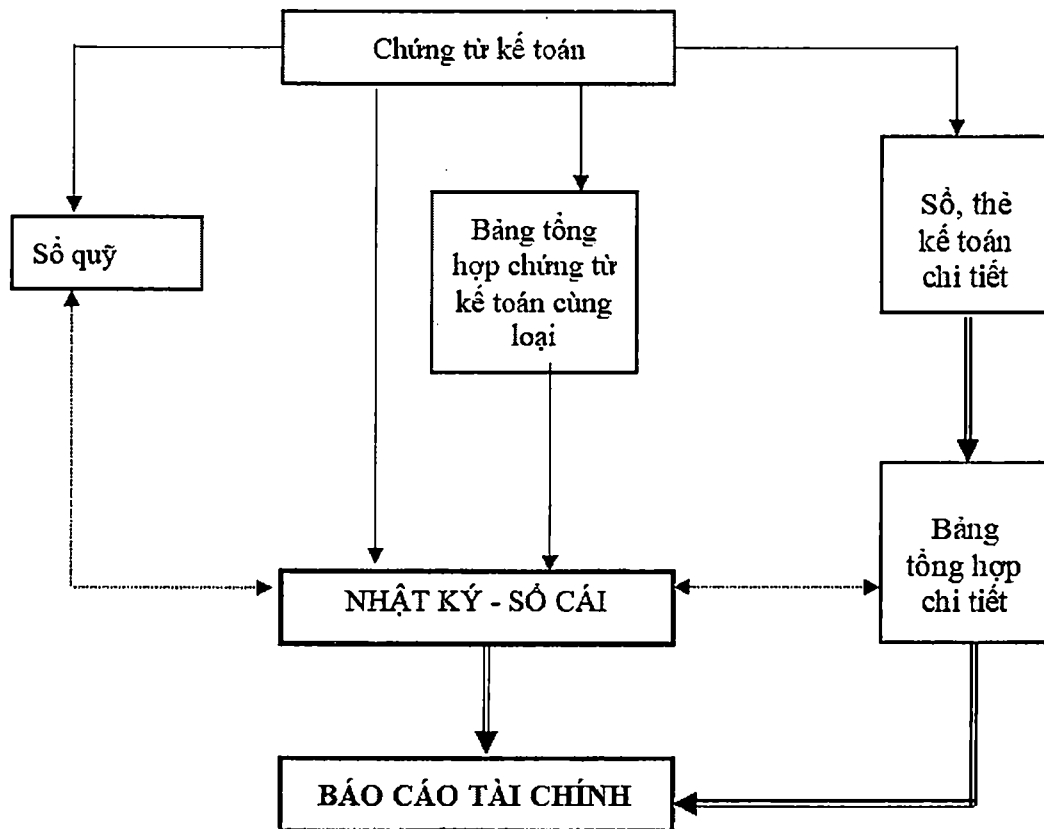 Chứng từ kế toán
Sổ quỹ
Bảng tổng
hợp chứng từ
kế toán cùng
loại
Sổ, thẻ
kế toán
chi tiết
Bảng
tổng hợp
chi tiết
NHẬT KÝ - SỔ CÁI
BÁO CÁO TÀI CHÍNH